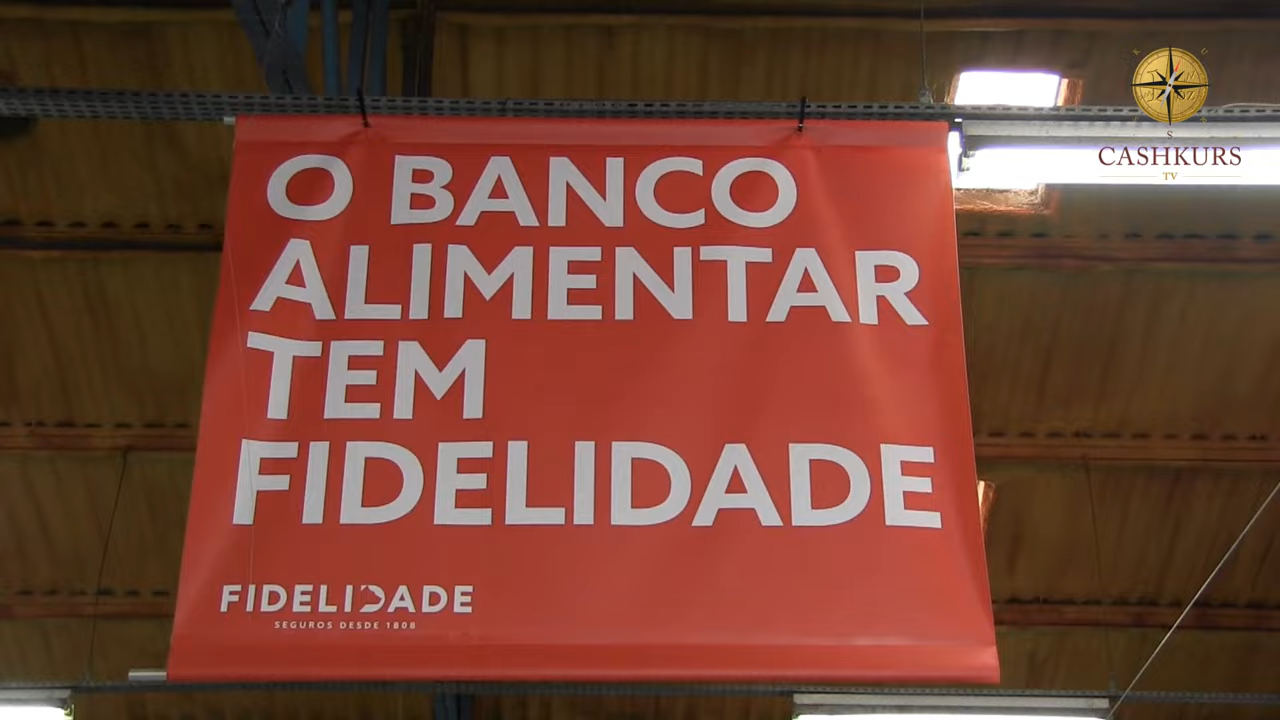 O BANCO
ALIMENTAR
TEM
FIDELIDADE
FIDELIDADE
SEGUROS DESDE 1808
CASHKURS
TV